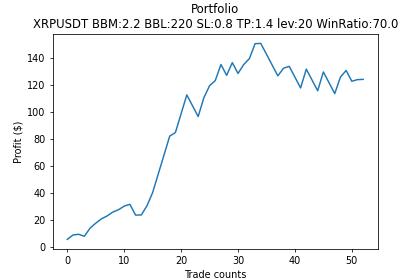 Portfolio
XRPUSDT BBM:2.2 BBL:220 SL:0.8 TP:1.4 lev:20 WinRatio:70.0
Profit ($)
140
120
100
80
60
40
20
0
0 10 20 30 40 50
Trade counts